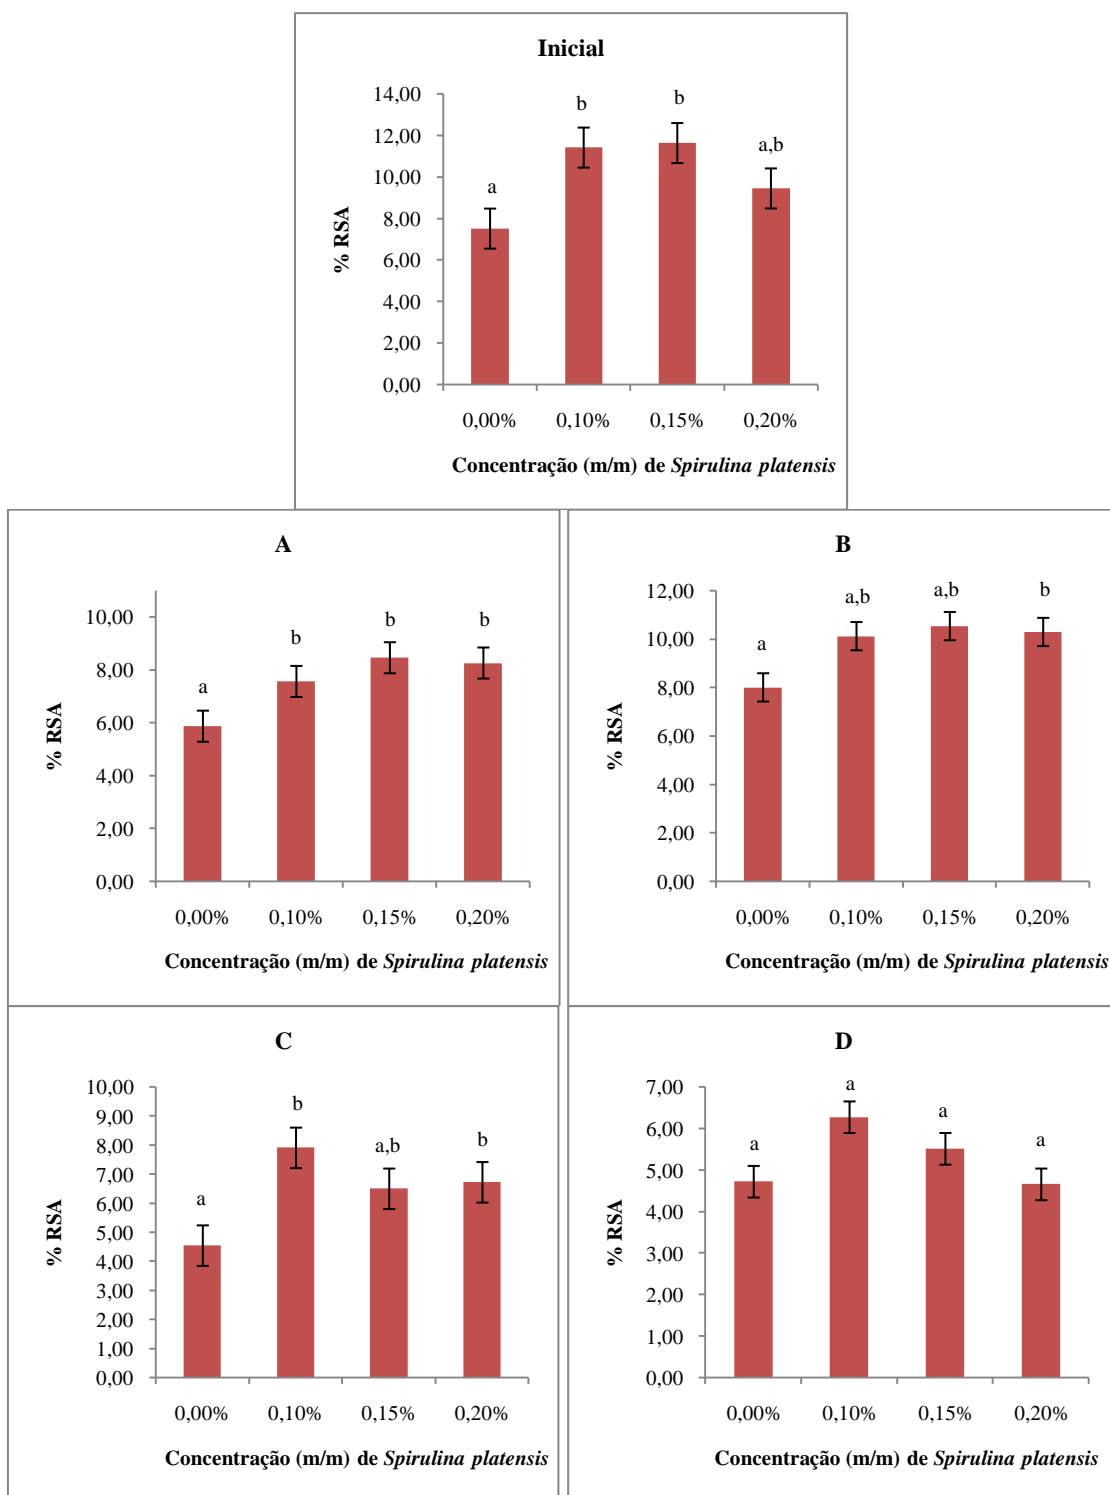 Inicial
14,00
12,00
10,00
8,00
6,00
4,00
2,00
0,00
% RSA
a
b
b
a,b
0,00% 0,10% 0,15% 0,20%
Concentração (m/m) de Spirulina platensis
A
10,00
8,00
6,00
4,00
2,00
0,00
% RSA
a
b
b
b
0,00% 0,10% 0,15% 0,20%
Concentração (m/m) de Spirulina platensis
B
12,00
10,00
8,00
6,00
4,00
2,00
0,00
% RSA
a
a,b
a,b
b
0,00% 0,10% 0,15% 0,20%
Concentração (m/m) de Spirulina platensis
C
10,00
9,00
8,00
7,00
6,00
5,00
4,00
3,00
2,00
1,00
0,00
% RSA
a
b
a,b
b
0,00% 0,10% 0,15% 0,20%
Concentração (m/m) de Spirulina platensis
D
7,00
6,00
5,00
4,00
3,00
2,00
1,00
0,00
% RSA
a
a
a
a
0,00% 0,10% 0,15% 0,20%
Concentração (m/m) de Spirulina platensis